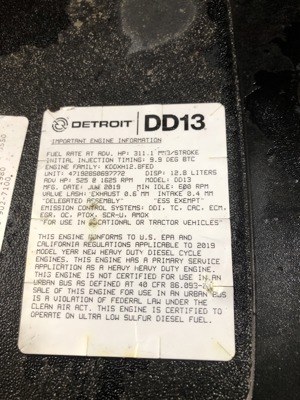 DETROIT DD13
IMPORTANT ENGINE INFORMATION
FUEL RATE AT ADV. HP: 311.1 MM3/STROKE
INITIAL INJECTION TIMING: 9.9 DEG BTC
ENGINE FAMILY: KDDXH12.8FED
UNIT: 471928S0697772 DISP: 12.8 LITERS
ADV HP: 525 @ 1625 RPM MODEL: DD13
MFG. DATE: JUN 2019 MIN IDLE: 600 RPM
VALVE LASH: EXHAUST 0.6 MM INTAKE 0.4 MM
"DELEGATED ASSEMBLY" "ESS EXEMPT"
EMISSION CONTROL SYSTEMS: DDI, TC, CAC, ECM,
EGR, OC, PTOX, SCR-U, AMOX
"FOR USE IN VOCATIONAL OR TRACTOR VEHICLES"
THIS ENGINE CONFORMS TO U.S. EPA AND
CALIFORNIA REGULATIONS APPLICABLE TO 2019
MODEL YEAR NEW HEAVY DUTY DIESEL CYCLE
ENGINES. THIS ENGINE HAS A PRIMARY SERVICE
APPLICATION AS A HEAVY HEAVY DUTY ENGINE.
THIS ENGINE IS NOT CERTIFIED FOR USE IN AN
URBAN BUS AS DEFINED AT 40 CFR 86.093-2.
SALE OF THIS ENGINE FOR USE IN AN URBAN BUS
IS A VIOLATION OF FEDERAL LAW UNDER THE
CLEAN AIR ACT. THIS ENGINE IS CERTIFIED TO
OPERATE ON ULTRA LOW SULFUR DIESEL FUEL.